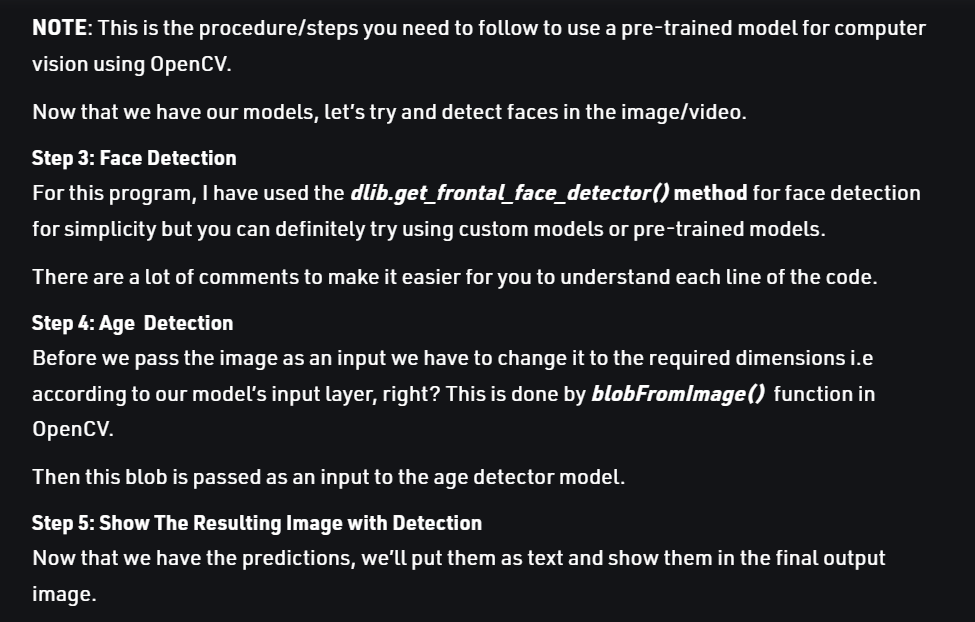 NOTE: This is the procedure/steps you need to follow to use a pre-trained model for computer
vision using OpenCV.
Now that we have our models, let’s try and detect faces in the image/video.
Step 3: Face Detection
For this program, I have used the dlib.get_frontal_face_detector() method for face detection
for simplicity but you can definitely try using custom models or pre-trained models.
There are a lot of comments to make it easier for you to understand each line of the code.
Step 4: Age  Detection
Before we pass the image as an input we have to change it to the required dimensions i.e
according to our model’s input layer, right? This is done by blobFromImage()  function in
OpenCV.
Then this blob is passed as an input to the age detector model.
Step 5: Show The Resulting Image with Detection
Now that we have the predictions, we’ll put them as text and show them in the final output
image.